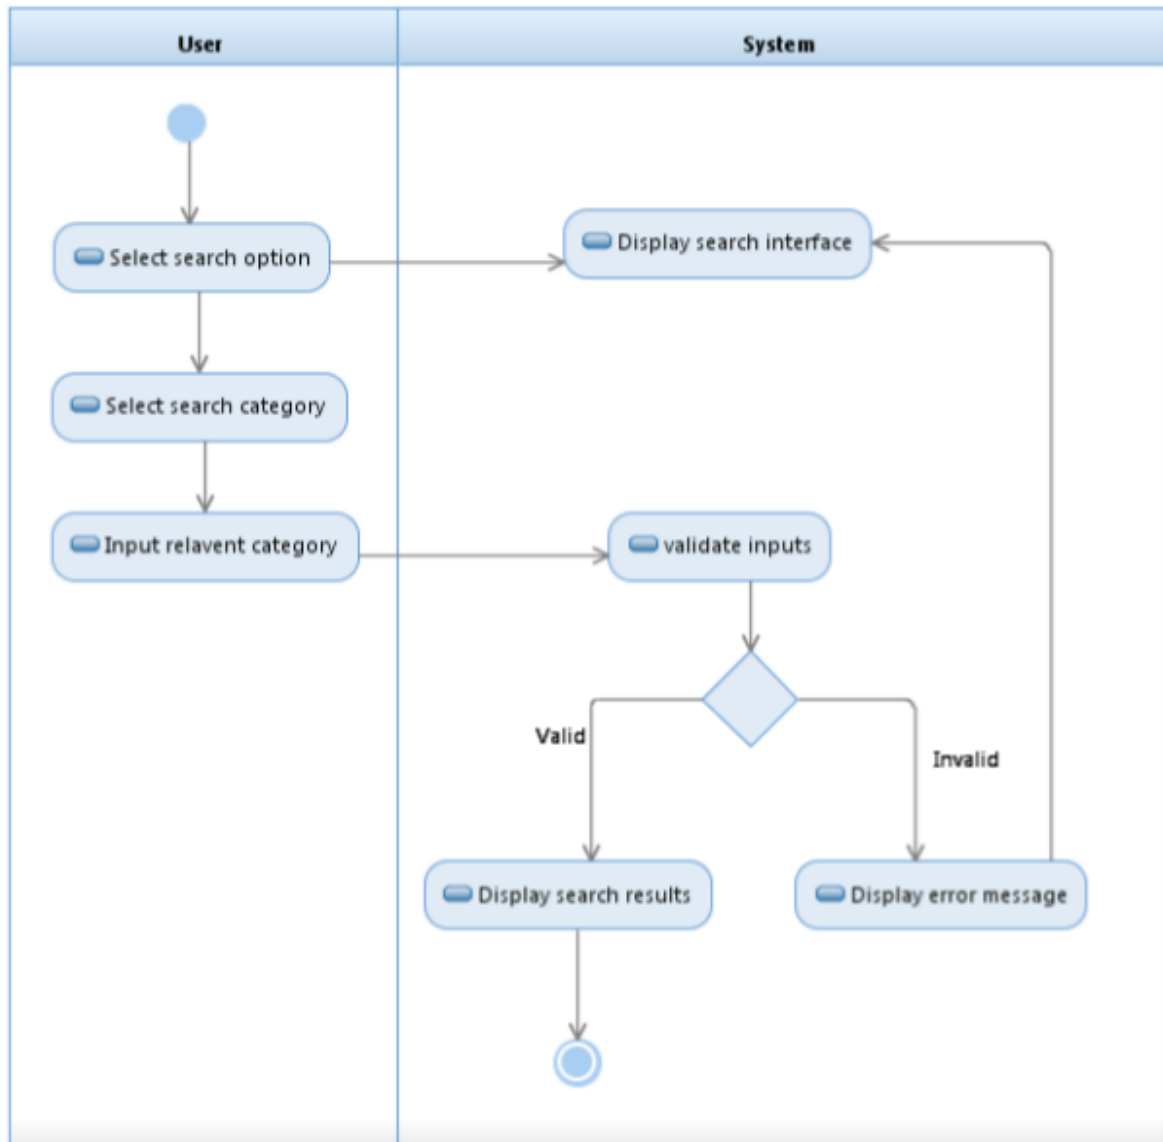 User
System
Select search option
Display search interface
Select search category
Input relavent category
validate inputs
Valid
Invalid
Display search results
Display error message